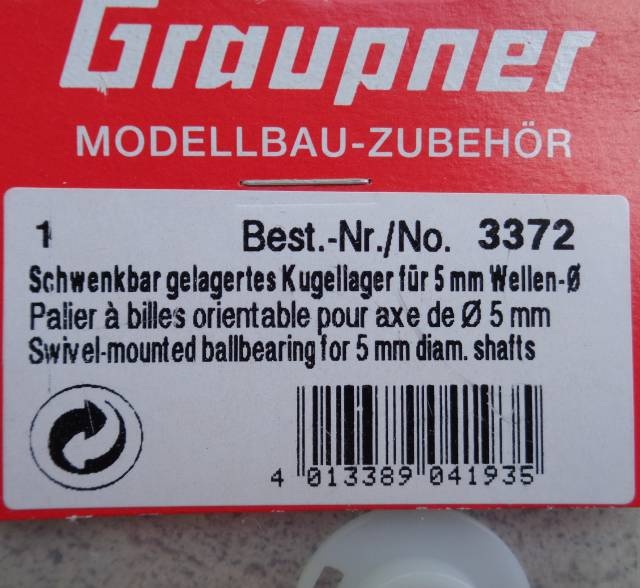 Graupner
MODELLBAU-ZUBEHÖR
1 Best.-Nr./No. 3372
Schwenkbar gelagertes Kugellager für 5 mm Wellen-Ø
Palier à billes orientable pour axe de Ø 5 mm
Swivel-mounted ballbearing for 5 mm diam. shafts
4 013389 041935